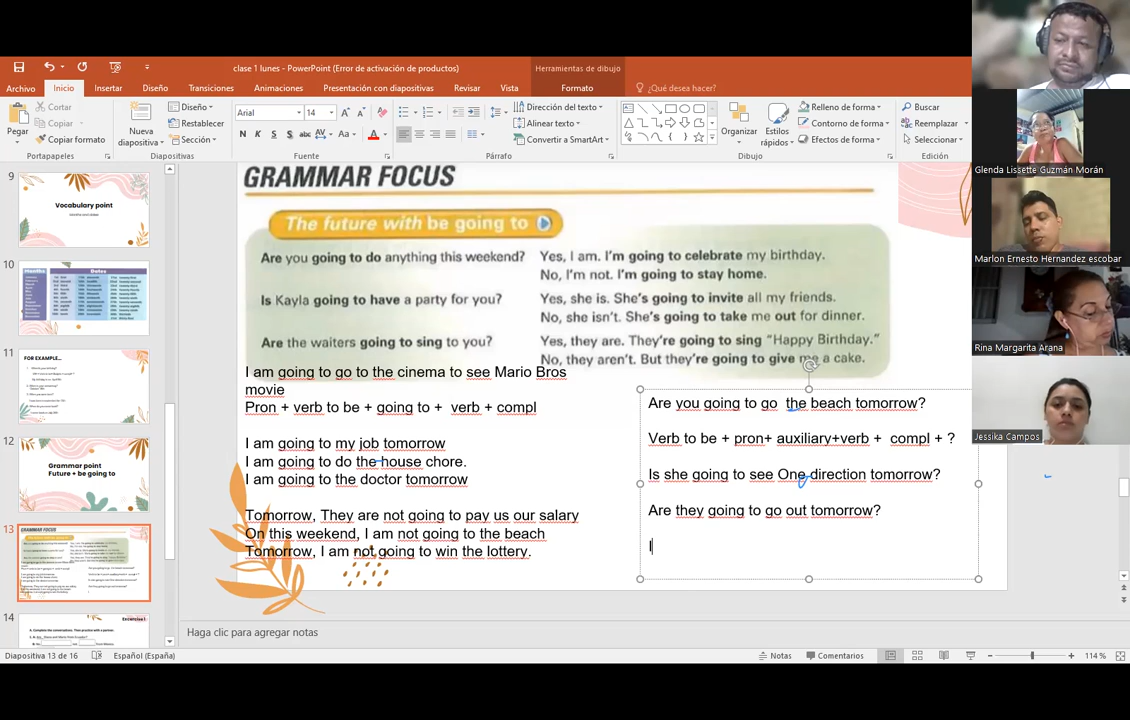 clase 1 lunes - PowerPoint (Error de activación de productos)
Herramientas de dibujo
Archivo Inicio Insertar Diseño Transiciones Animaciones Presentación con diapositivas Revisar Vista Formato ¿Qué desea hacer?
Pegar
Cortar
Copiar
Copiar formato
Portapapeles
Nueva diapositiva
Diseño
Restablecer
Sección
Diapositivas
Arial 14
N K S S abc AV Aa A
Fuente
Párrafo
Dirección del texto
Alinear texto
Convertir a SmartArt
Organizar
Estilos rápidos
Relleno de forma
Contorno de forma
Efectos de forma
Dibujo
Buscar
Reemplazar
Seleccionar
Edición
9
Vocabulary point
10
Months Dates
11
FOR EXAMPLE...
12
Grammar point
Future + be going to
13
14
GRAMMAR FOCUS
The future with be going to
Are you going to do anything this weekend? Yes, I am. I'm going to celebrate my birthday.
No, I'm not. I'm going to stay home.
Is Kayla going to have a party for you? Yes, she is. She's going to invite all my friends.
No, she isn't. She's going to take me out for dinner.
Are the waiters going to sing to you? Yes, they are. They're going to sing "Happy Birthday."
No, they aren't. But they're going to give me a cake.
I am going to go to the cinema to see Mario Bros
movie
Pron + verb to be + going to + verb + compl
I am going to my job tomorrow
I am going to do the house chore.
I am going to the doctor tomorrow
Tomorrow, They are not going to pay us our salary
On this weekend, I am not going to the beach
Tomorrow, I am not going to win the lottery.
Are you going to go the beach tomorrow?
Verb to be + pron+ auxiliary+verb + compl + ?
Is she going to see One direction tomorrow?
Are they going to go out tomorrow?
I
Haga clic para agregar notas
Diapositiva 13 de 16 Español (España) Notas Comentarios 114 %
Glenda Lissette Guzmán Morán
Marlon Ernesto Hernandez escobar
Rina Margarita Arana
Jessika Campos